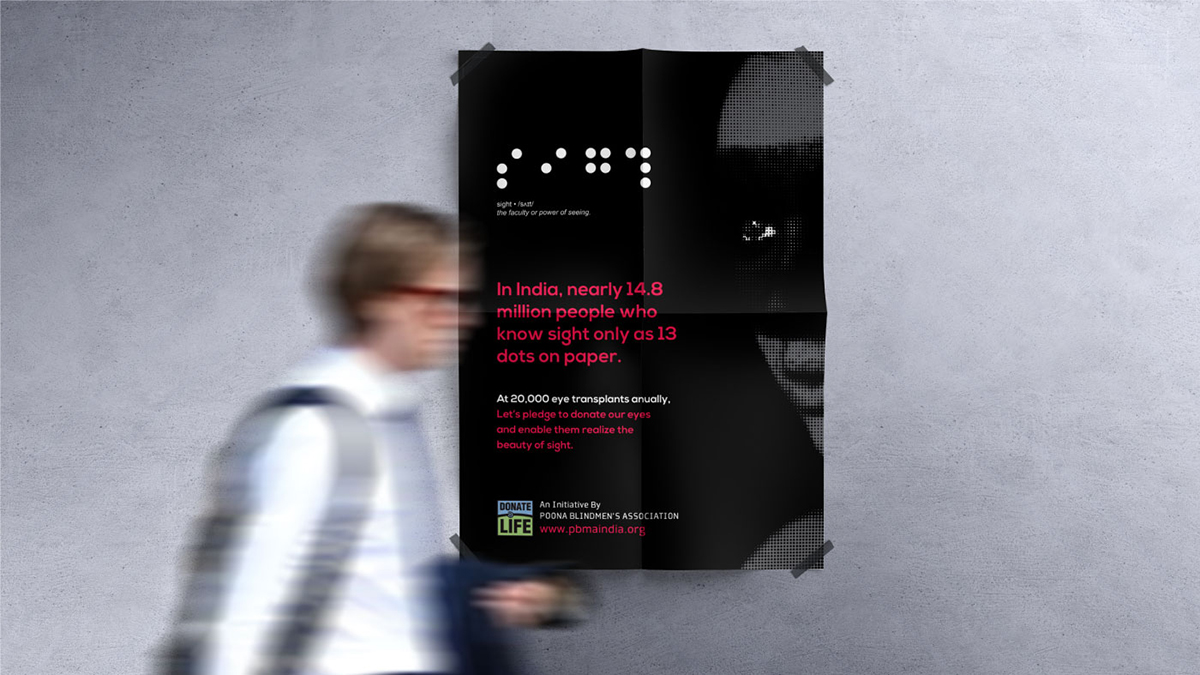 ⠎⠊⠛⠹
sight • /sʌɪt/
the faculty or power of seeing.
In India, nearly 14.8
million people who
know sight only as 13
dots on paper.
At 20,000 eye transplants anually,
Let's pledge to donate our eyes
and enable them realize the
beauty of sight.
DONATE
LIFE
An Initiative By
POONA BLINDMEN'S ASSOCIATION
www.pbmaindia.org